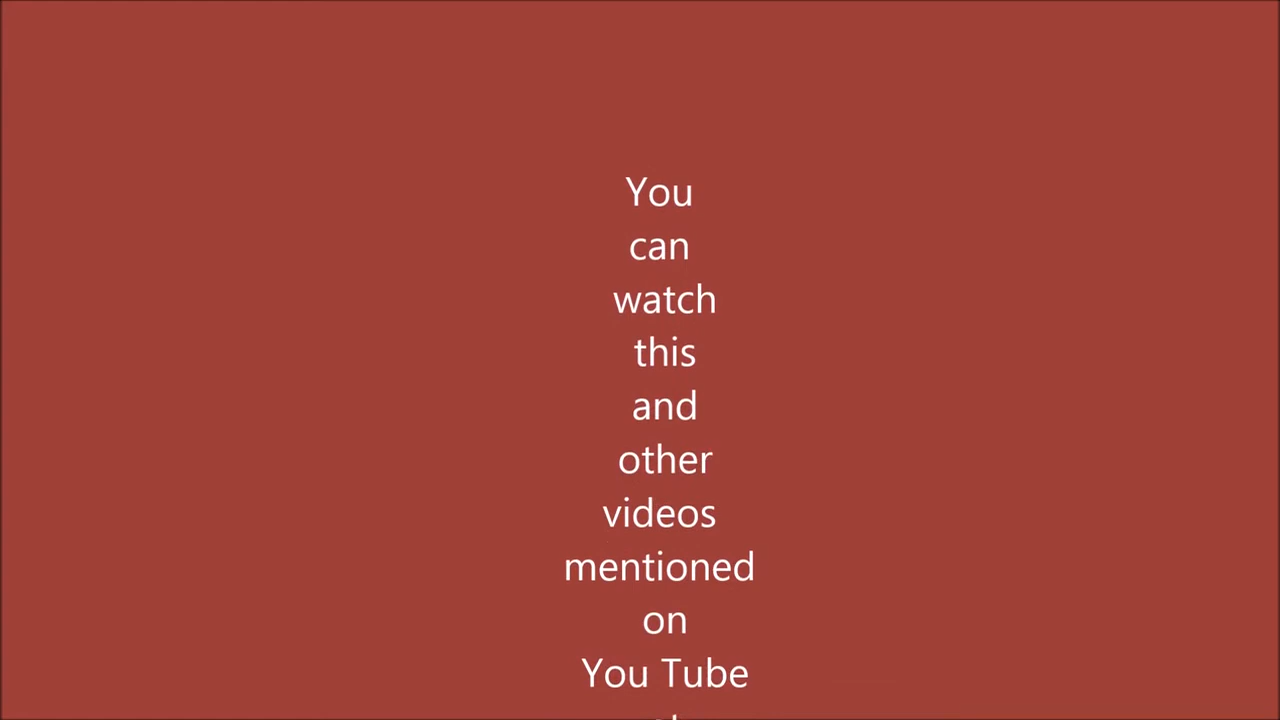 You
can
watch
this
and
other
videos
mentioned
on
You Tube